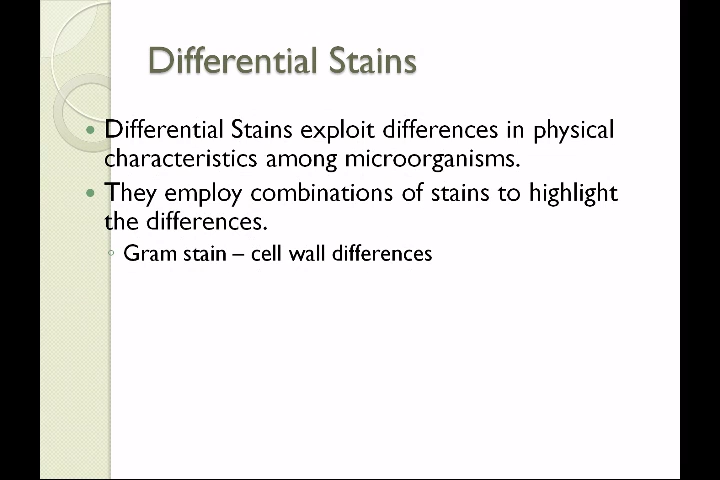 Differential Stains
• Differential Stains exploit differences in physical
characteristics among microorganisms.
• They employ combinations of stains to highlight
the differences.
◦ Gram stain – cell wall differences